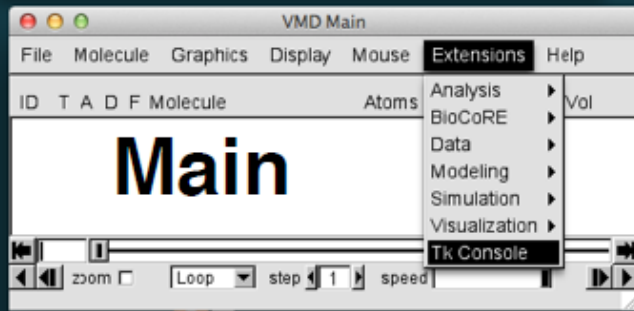 VMD Main
File Molecule Graphics Display Mouse Extensions Help
ID T A D F Molecule Atoms Vol
Analysis
BioCoRE
Data
Modeling
Simulation
Visualization
Tk Console
Main
zoom Loop step 1 speed